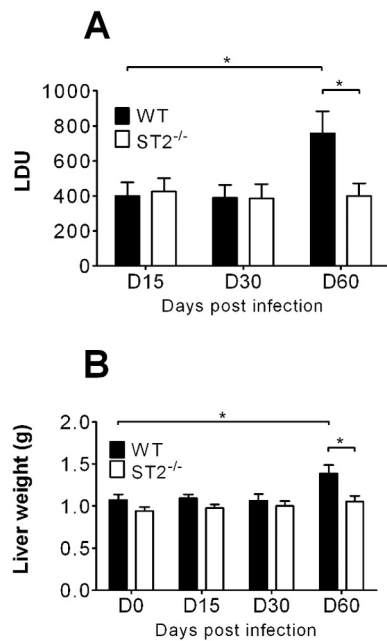 A
*
*
1000
800
600
400
200
0
LDU
WT
ST2-/-
D15 D30 D60
Days post infection
B
*
*
2.0
1.5
1.0
0.5
0.0
Liver weight (g)
WT
ST2-/-
D0 D15 D30 D60
Days post infection